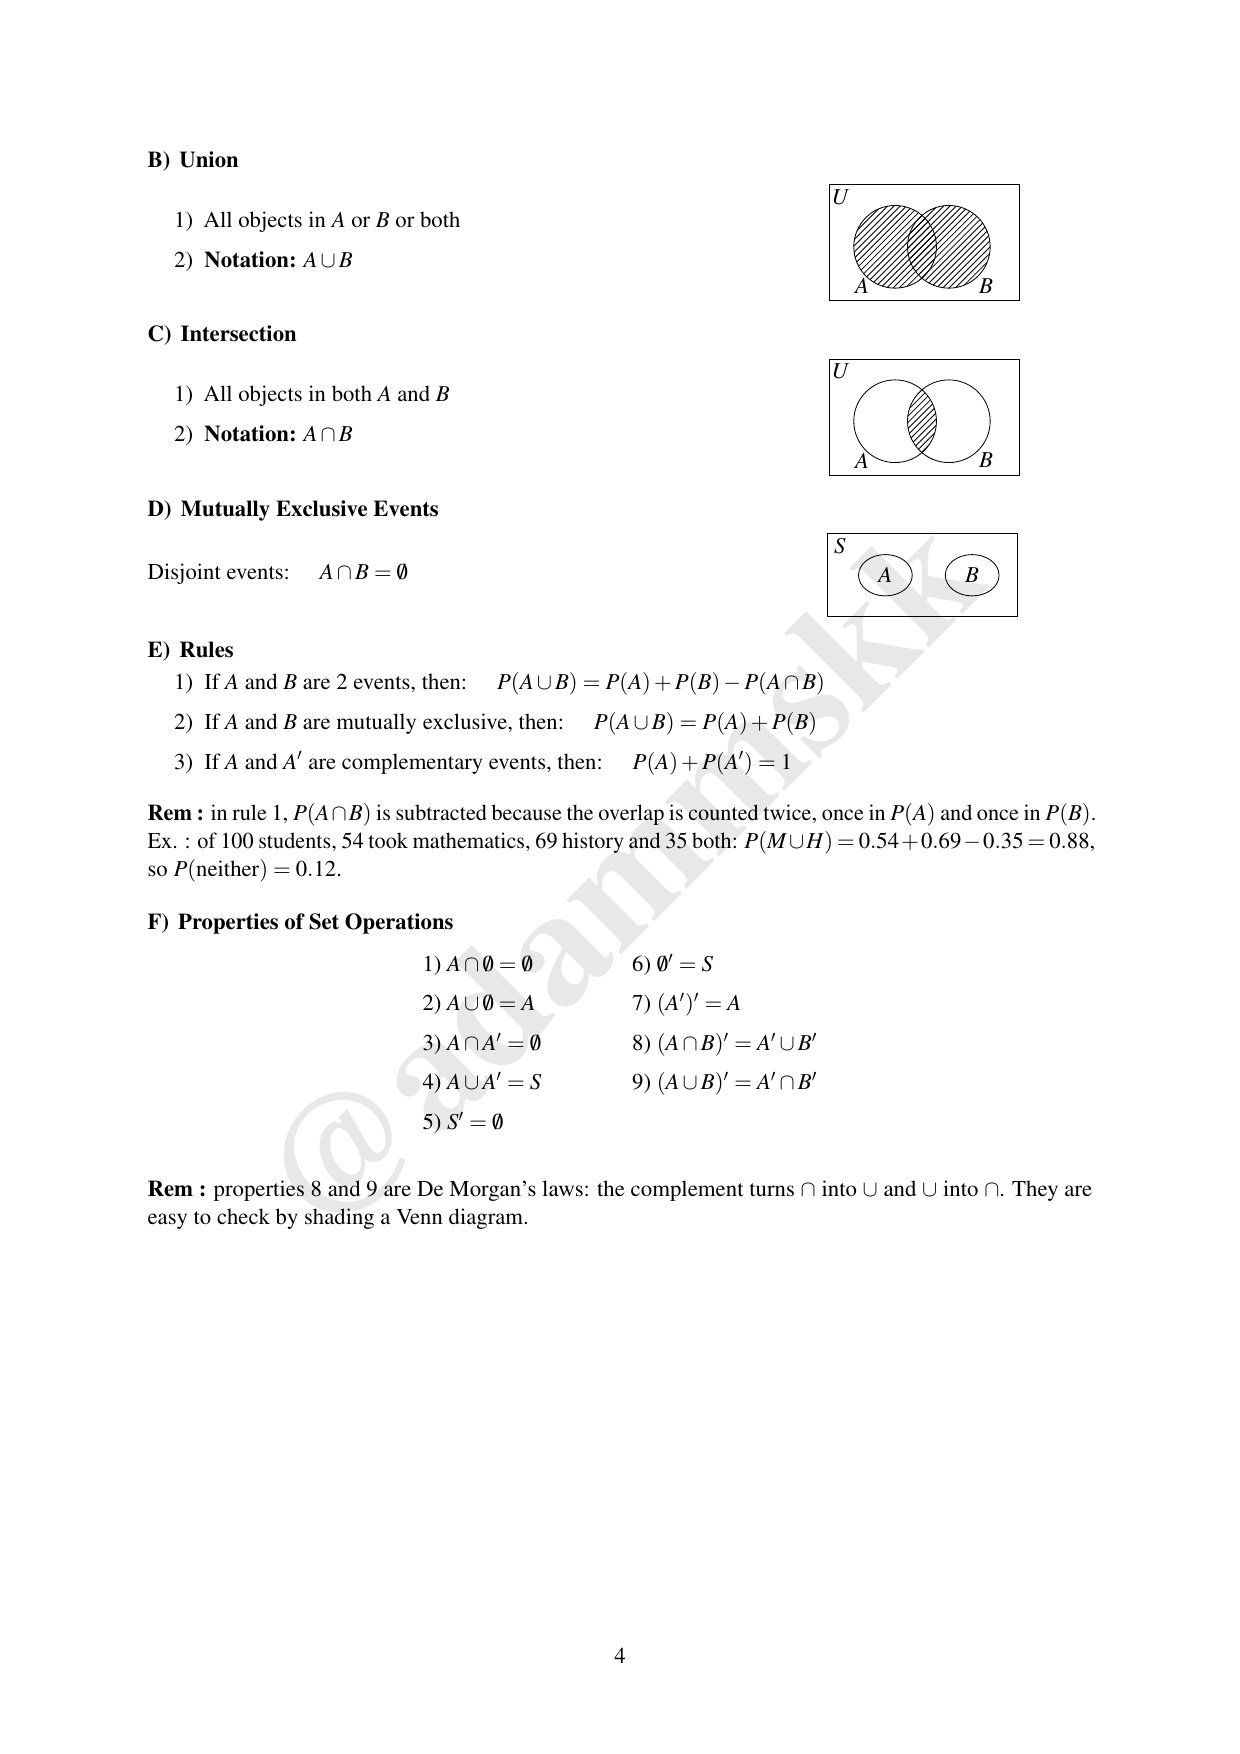 B) Union
U
1) All objects in A or B or both
2) Notation: A ∪ B
A B
C) Intersection
U
1) All objects in both A and B
2) Notation: A ∩ B
A B
D) Mutually Exclusive Events
S
Disjoint events: A ∩ B = ∅
A B
E) Rules
1) If A and B are 2 events, then: P(A ∪ B) = P(A) + P(B) − P(A ∩ B)
2) If A and B are mutually exclusive, then: P(A ∪ B) = P(A) + P(B)
3) If A and A′ are complementary events, then: P(A) + P(A′) = 1
Rem : in rule 1, P(A ∩ B) is subtracted because the overlap is counted twice, once in P(A) and once in P(B).
Ex. : of 100 students, 54 took mathematics, 69 history and 35 both: P(M ∪ H) = 0.54 + 0.69 − 0.35 = 0.88,
so P(neither) = 0.12.
F) Properties of Set Operations
1) A ∩ ∅ = ∅ 6) ∅′ = S
2) A ∪ ∅ = A 7) (A′)′ = A
3) A ∩ A′ = ∅ 8) (A ∩ B)′ = A′ ∪ B′
4) A ∪ A′ = S 9) (A ∪ B)′ = A′ ∩ B′
5) S′ = ∅
Rem : properties 8 and 9 are De Morgan's laws: the complement turns ∩ into ∪ and ∪ into ∩. They are
easy to check by shading a Venn diagram.
@adammskk
4